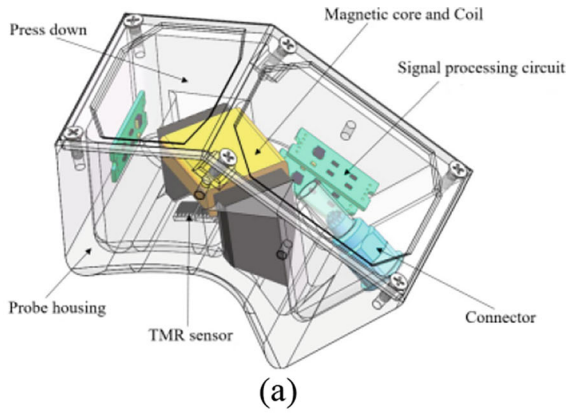 Magnetic core and Coil
Press down
Signal processing circuit
Probe housing
TMR sensor
Connector
(a)